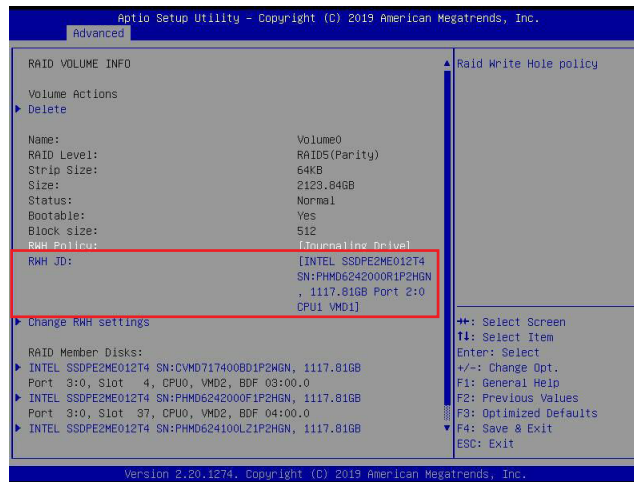 Aptio Setup Utility – Copyright (C) 2019 American Megatrends, Inc.
Advanced
RAID VOLUME INFO
Volume Actions
Delete
Name: Volume0
RAID Level: RAID5(Parity)
Strip Size: 64KB
Size: 2123.84GB
Status: Normal
Bootable: Yes
Block size: 512
RWH Policy: [Journaling Drive]
RWH JD: [INTEL SSDPE2ME012T4
SN:PHMD6242000R1P2HGN
, 1117.81GB Port 2:0
CPU1 VMD1]
Change RWH settings
RAID Member Disks:
INTEL SSDPE2ME012T4 SN:CVMD717400BD1P2WGN, 1117.81GB
Port 3:0, Slot 4, CPU0, VMD2, BDF 03:00.0
INTEL SSDPE2ME012T4 SN:PHMD6242000F1P2HGN, 1117.81GB
Port 3:0, Slot 37, CPU0, VMD2, BDF 04:00.0
INTEL SSDPE2ME012T4 SN:PHMD624100LZ1P2HGN, 1117.81GB
Raid Write Hole policy
→←: Select Screen
↑↓: Select Item
Enter: Select
+/-: Change Opt.
F1: General Help
F2: Previous Values
F3: Optimized Defaults
F4: Save & Exit
ESC: Exit
Version 2.20.1274. Copyright (C) 2019 American Megatrends, Inc.